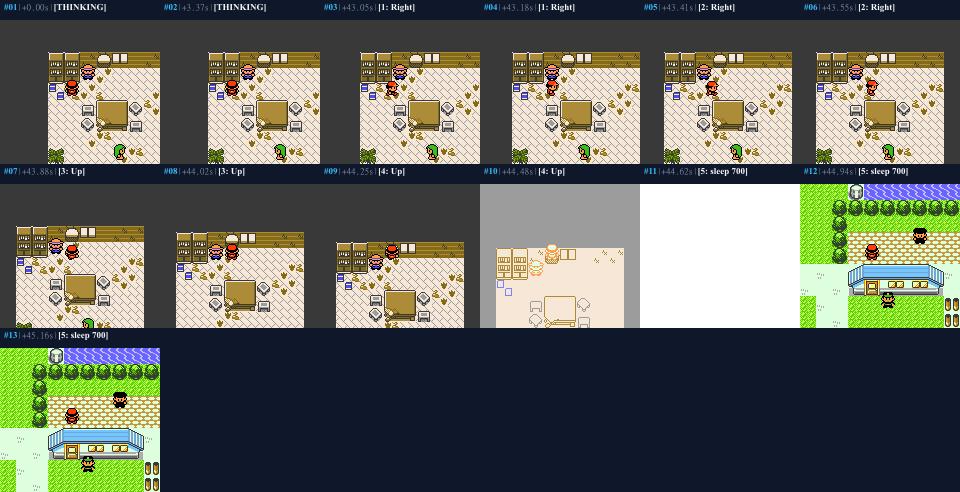 #01|+0.00s|[THINKING]
#02|+3.37s|[THINKING]
#03|+43.05s|[1: Right]
#04|+43.18s|[1: Right]
#05|+43.41s|[2: Right]
#06|+43.55s|[2: Right]
#07|+43.88s|[3: Up]
#08|+44.02s|[3: Up]
#09|+44.25s|[4: Up]
#10|+44.48s|[4: Up]
#11|+44.62s|[5: sleep 700]
#12|+44.94s|[5: sleep 700]
#13|+45.16s|[5: sleep 700]